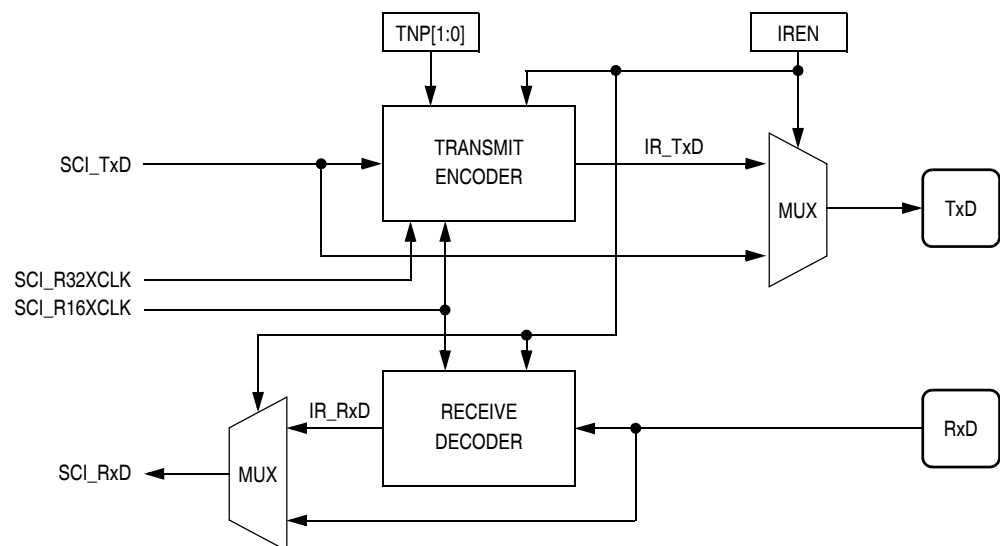 TNP[1:0]
IREN
SCI_TxD
TRANSMIT
ENCODER
IR_TxD
MUX
TxD
SCI_R32XCLK
SCI_R16XCLK
IR_RxD
RECEIVE
DECODER
RxD
SCI_RxD
MUX